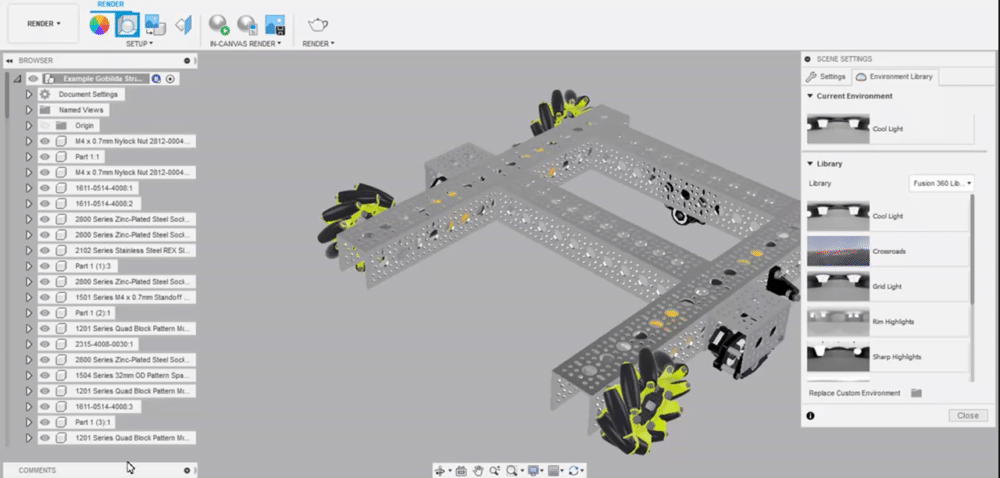 RENDER
RENDER
SETUP
IN-CANVAS RENDER
RENDER
BROWSER
Example Gobilda Stru...
Document Settings
Named Views
Origin
M4 x 0.7mm Nylock Nut 2812-0004...
Part 1:1
M4 x 0.7mm Nylock Nut 2812-0004...
1611-0514-4008:1
1611-0514-4008:2
2800 Series Zinc-Plated Steel Sock...
2800 Series Zinc-Plated Steel Sock...
2102 Series Stainless Steel REX S...
Part 1 (1):3
2800 Series Zinc-Plated Steel Sock...
1501 Series M4 x 0.7mm Standoff ...
Part 1 (2):1
1201 Series Quad Block Pattern Mo...
2315-4008-0030:1
2800 Series Zinc-Plated Steel Sock...
1504 Series 32mm OD Pattern Spa...
1201 Series Quad Block Pattern Mo...
1611-0514-4008:3
Part 1 (3):1
1201 Series Quad Block Pattern Mo...
COMMENTS
SCENE SETTINGS
Settings
Environment Library
Current Environment
Cool Light
Library
Library
Fusion 360 Lib...
Cool Light
Crossroads
Grid Light
Rim Highlights
Sharp Highlights
Replace Custom Environment
Close